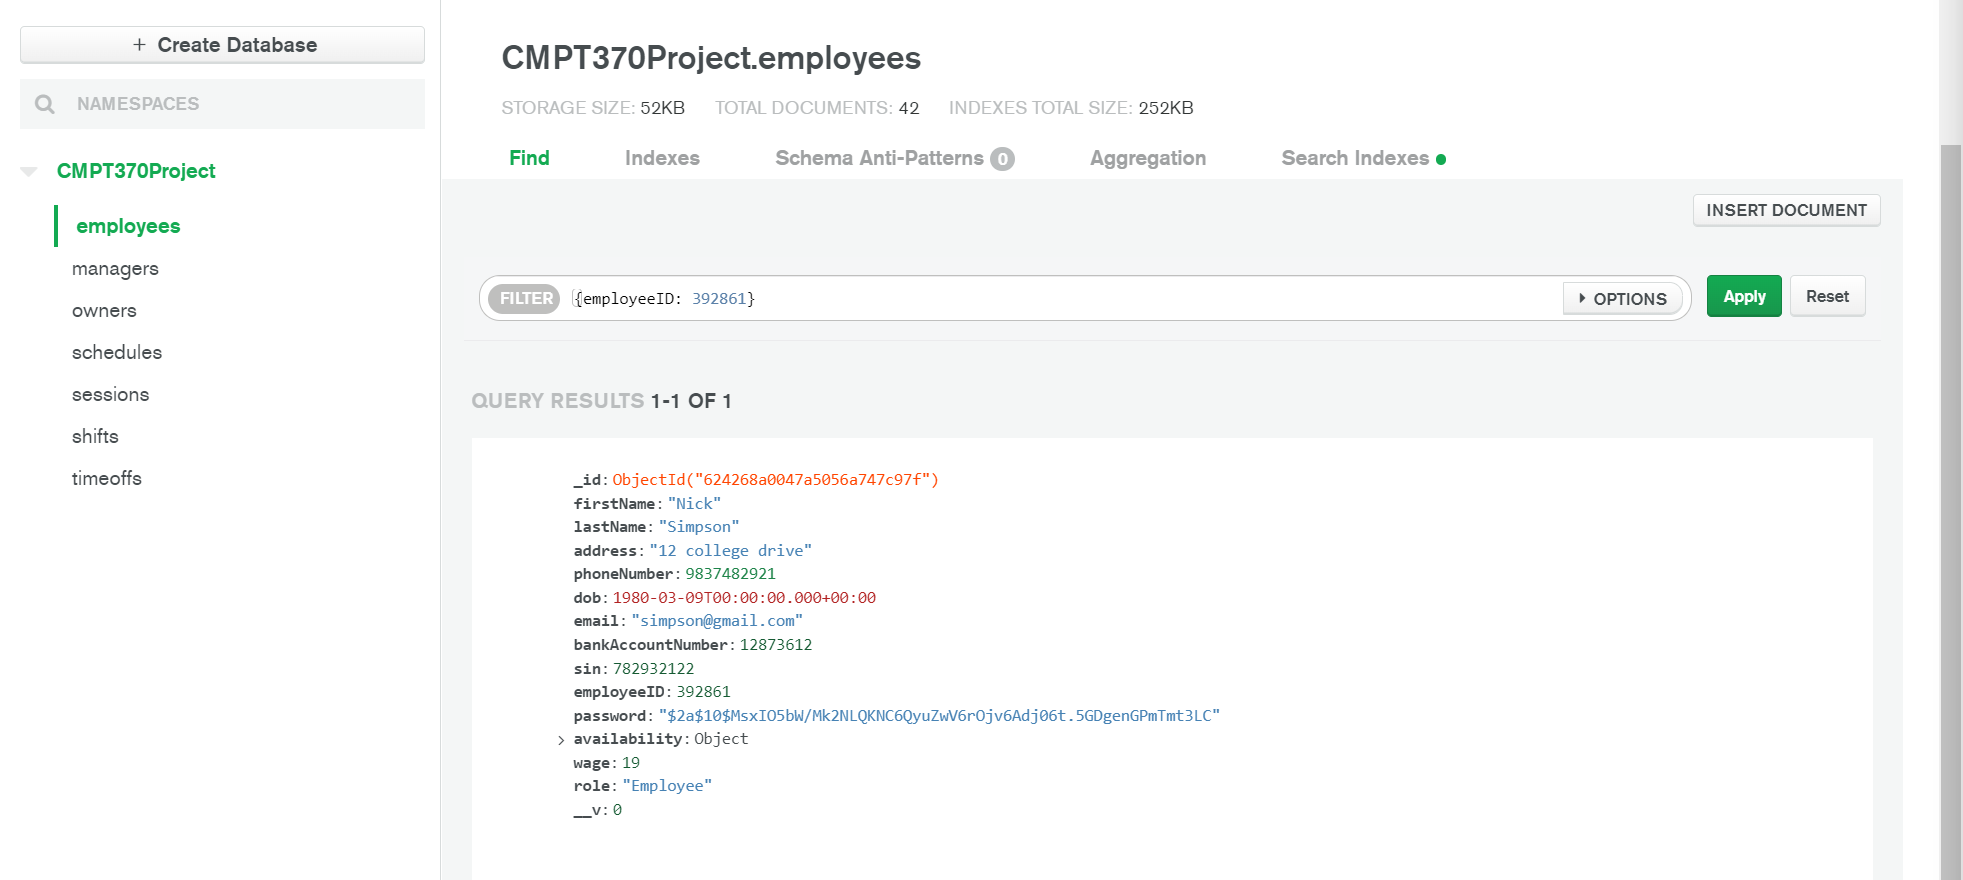 + Create Database
NAMESPACES
CMPT370Project
employees
managers
owners
schedules
sessions
shifts
timeoffs
CMPT370Project.employees
STORAGE SIZE: 52KB TOTAL DOCUMENTS: 42 INDEXES TOTAL SIZE: 252KB
Find Indexes Schema Anti-Patterns 0 Aggregation Search Indexes
INSERT DOCUMENT
FILTER {employeeID: 392861} OPTIONS Apply Reset
QUERY RESULTS 1-1 OF 1
_id: ObjectId("624268a0047a5056a747c97f")
firstName: "Nick"
lastName: "Simpson"
address: "12 college drive"
phoneNumber: 9837482921
dob: 1980-03-09T00:00:00.000+00:00
email: "simpson@gmail.com"
bankAccountNumber: 12873612
sin: 782932122
employeeID: 392861
password: "$2a$10$MsxIO5bW/Mk2NLQKNC6QyuZwV6rOjv6Adj06t.5GDgenGPmTmt3LC"
availability: Object
wage: 19
role: "Employee"
__v: 0